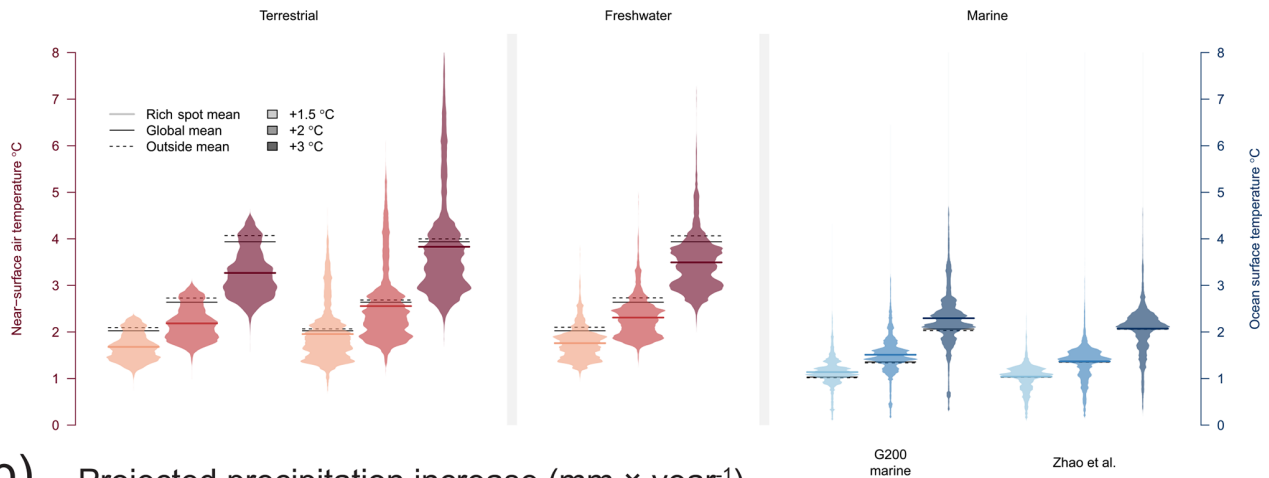 Terrestrial
Freshwater
Marine
8
7
6
5
4
3
2
1
0
Near−surface air temperature °C
Rich spot mean
Global mean
Outside mean
+1.5 °C
+2 °C
+3 °C
8
7
6
5
4
3
2
1
0
Ocean surface temperature °C
G200
marine
Zhao et al.
Projected precipitation increase (mm × year-1)